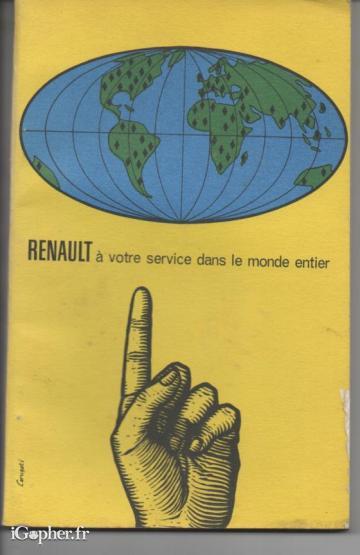 RENAULT à votre service dans le monde entier
iGopher.fr